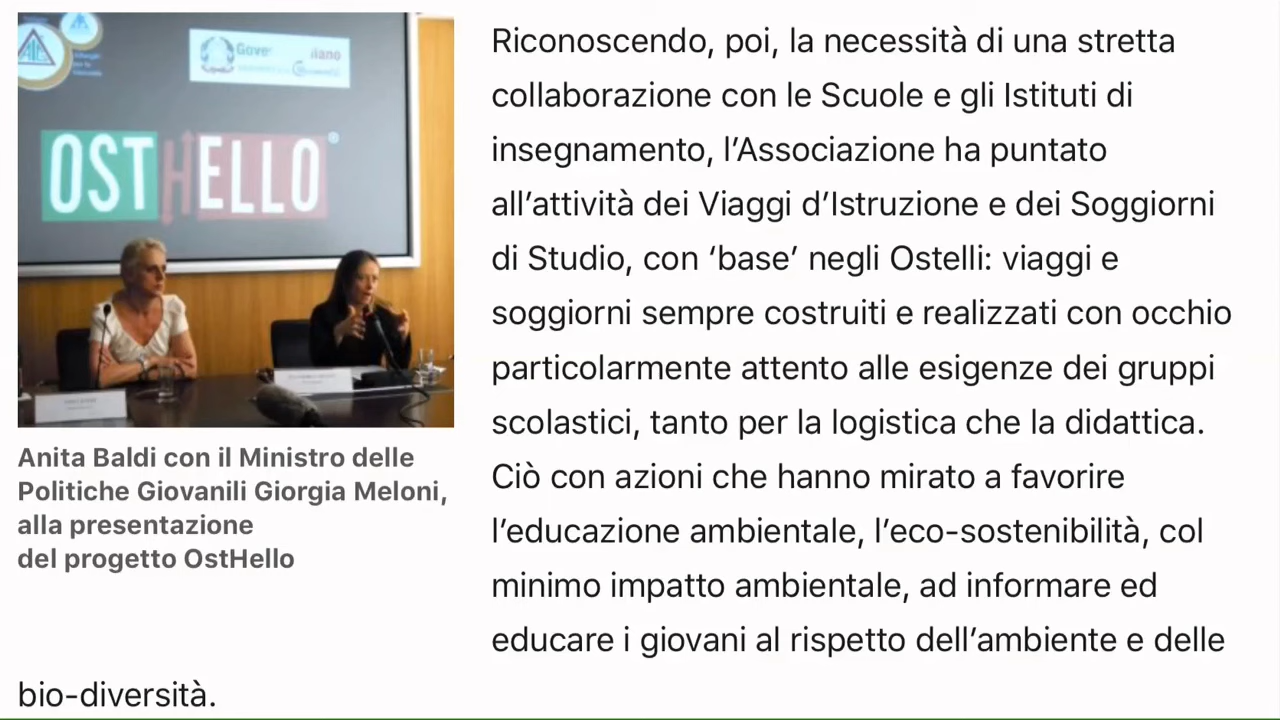 OSTHELLO
Anita Baldi con il Ministro delle
Politiche Giovanili Giorgia Meloni,
alla presentazione
del progetto OstHello
Riconoscendo, poi, la necessità di una stretta
collaborazione con le Scuole e gli Istituti di
insegnamento, l’Associazione ha puntato
all’attività dei Viaggi d’Istruzione e dei Soggiorni
di Studio, con ‘base’ negli Ostelli: viaggi e
soggiorni sempre costruiti e realizzati con occhio
particolarmente attento alle esigenze dei gruppi
scolastici, tanto per la logistica che la didattica.
Ciò con azioni che hanno mirato a favorire
l’educazione ambientale, l’eco-sostenibilità, col
minimo impatto ambientale, ad informare ed
educare i giovani al rispetto dell’ambiente e delle
bio-diversità.